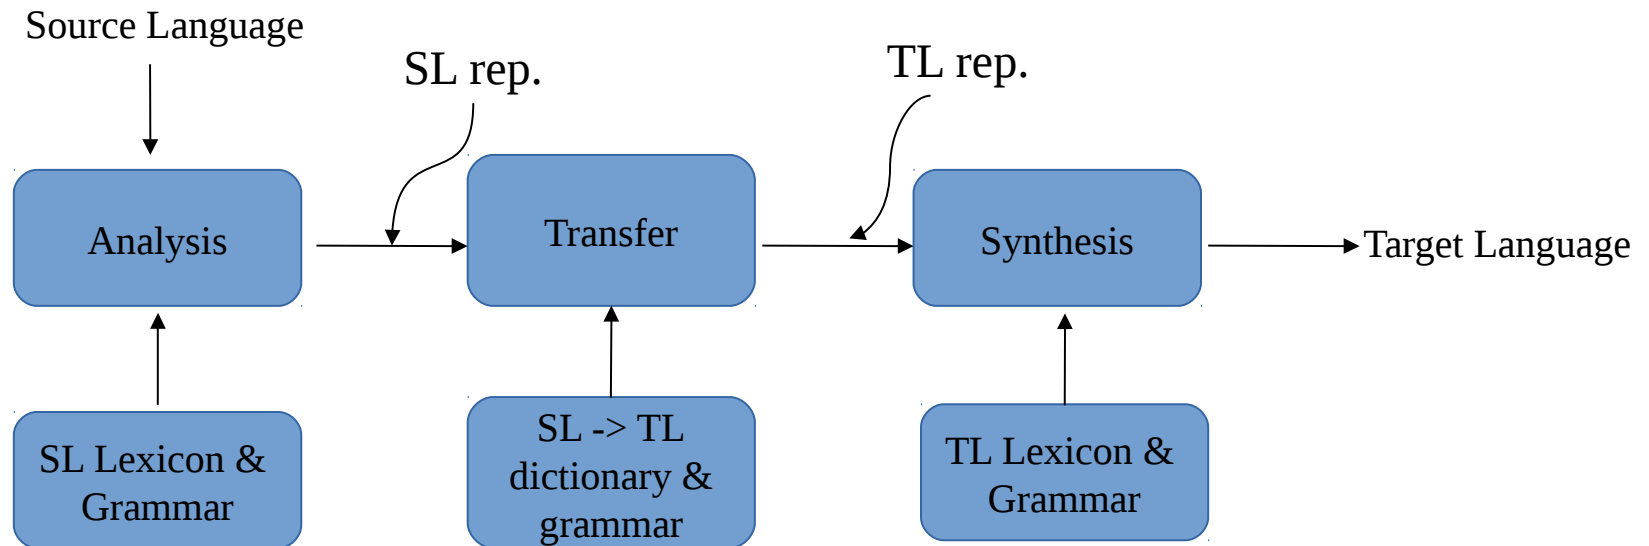 Source Language
SL rep.
TL rep.
Analysis
Transfer
Synthesis
Target Language
SL Lexicon &
Grammar
SL -> TL
dictionary &
grammar
TL Lexicon &
Grammar